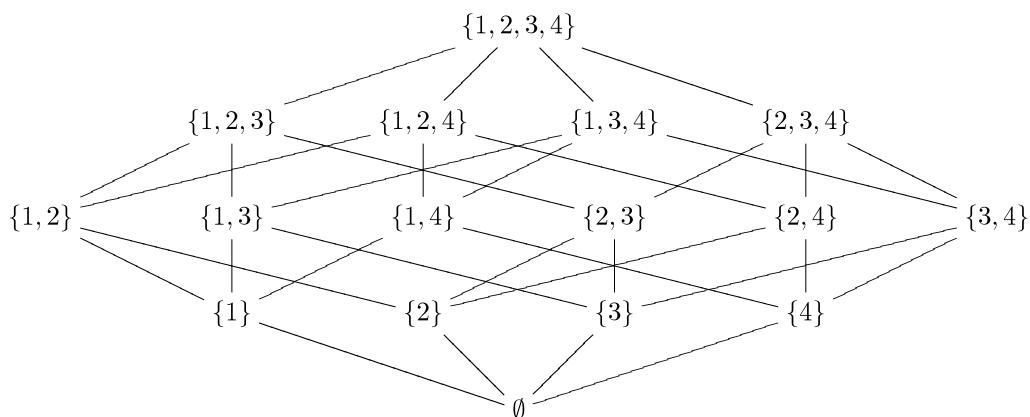 {1, 2, 3, 4}
{1, 2, 3} {1, 2, 4} {1, 3, 4} {2, 3, 4}
{1, 2} {1, 3} {1, 4} {2, 3} {2, 4} {3, 4}
{1} {2} {3} {4}
∅